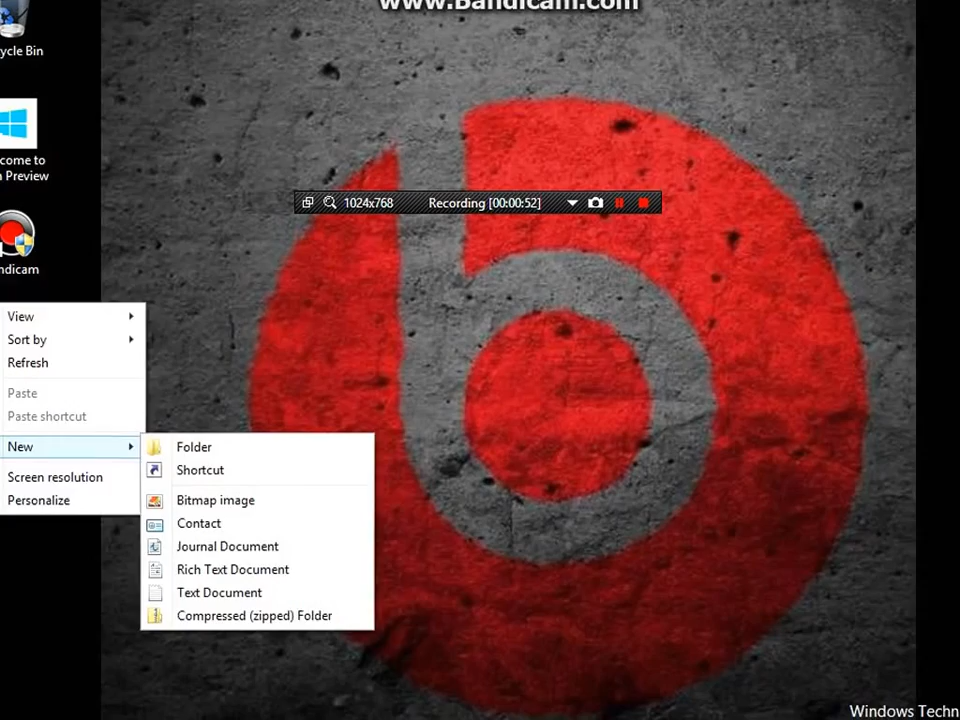 www.Bandicam.com
ycle Bin
come to
Preview
ndicam
1024x768 Recording [00:00:52]
View
Sort by
Refresh
Paste
Paste shortcut
New
Screen resolution
Personalize
Folder
Shortcut
Bitmap image
Contact
Journal Document
Rich Text Document
Text Document
Compressed (zipped) Folder
Windows Techn